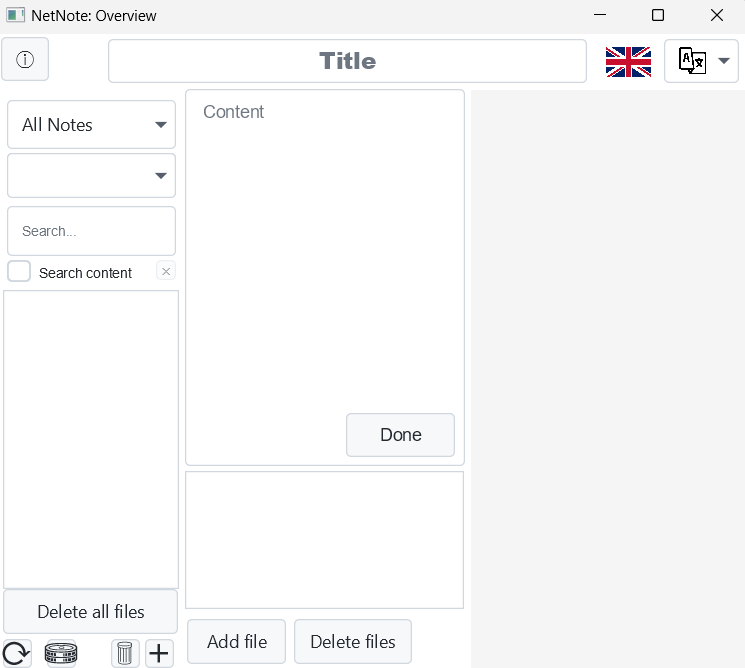 NetNote: Overview
Title
All Notes
Content
Search...
Search content
Done
Delete all files
Add file
Delete files